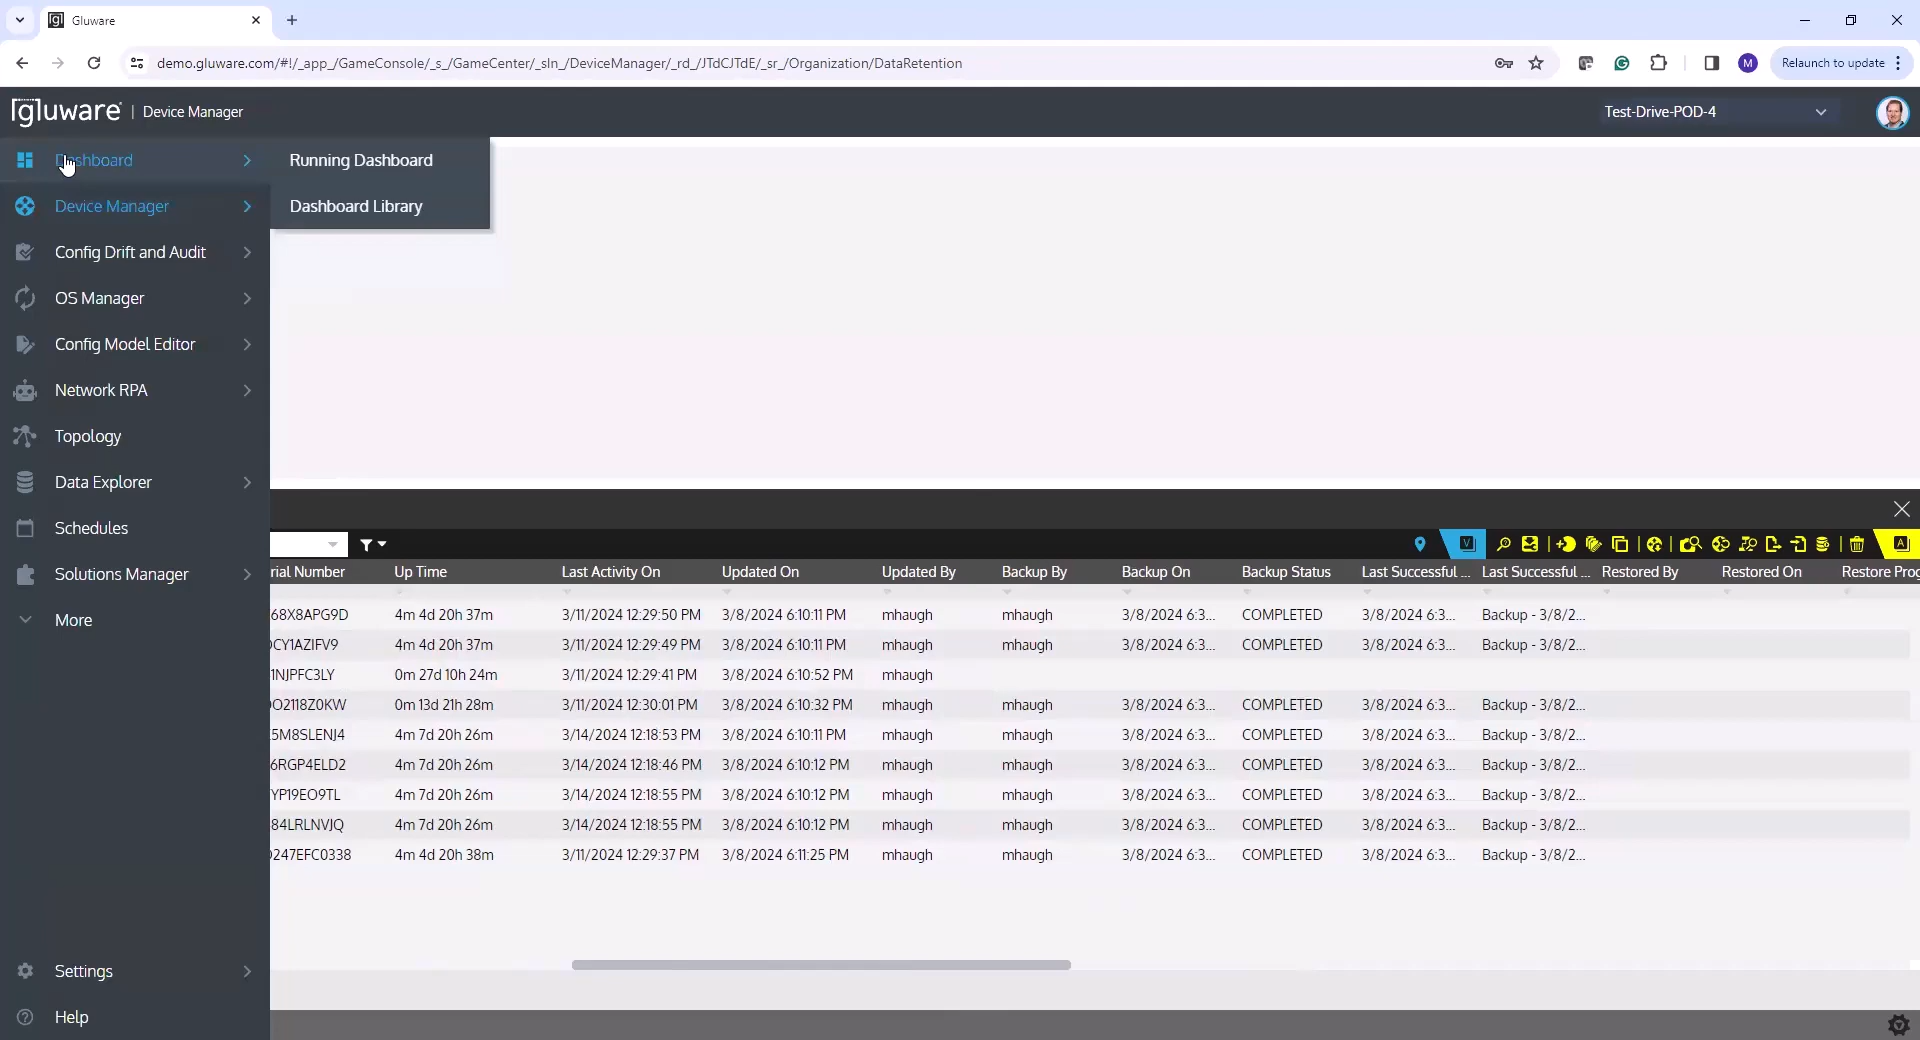 Gluware
demo.gluware.com/#!/_app_/GameConsole/_s_/GameCenter/_sln_/DeviceManager/_rd_/JTdCJTdE/_sr_/Organization/DataRetention
M
Relaunch to update
[gluware | Device Manager
Test-Drive-POD-4
Dashboard
Running Dashboard
Device Manager
Dashboard Library
Config Drift and Audit
OS Manager
Config Model Editor
Network RPA
Topology
Data Explorer
Schedules
Solutions Manager
More
Settings
Help
V
A
rial Number Up Time Last Activity On Updated On Updated By Backup By Backup On Backup Status Last Successful ... Last Successful ... Restored By Restored On Restore Prog
68X8APG9D 4m 4d 20h 37m 3/11/2024 12:29:50 PM 3/8/2024 6:10:11 PM mhaugh mhaugh 3/8/2024 6:3... COMPLETED 3/8/2024 6:3... Backup - 3/8/2...
CY1AZIFV9 4m 4d 20h 37m 3/11/2024 12:29:49 PM 3/8/2024 6:10:11 PM mhaugh mhaugh 3/8/2024 6:3... COMPLETED 3/8/2024 6:3... Backup - 3/8/2...
1NJPFC3LY 0m 27d 10h 24m 3/11/2024 12:29:41 PM 3/8/2024 6:10:52 PM mhaugh
O2118Z0KW 0m 13d 21h 28m 3/11/2024 12:30:01 PM 3/8/2024 6:10:32 PM mhaugh mhaugh 3/8/2024 6:3... COMPLETED 3/8/2024 6:3... Backup - 3/8/2...
5M8SLENJ4 4m 7d 20h 26m 3/14/2024 12:18:53 PM 3/8/2024 6:10:11 PM mhaugh mhaugh 3/8/2024 6:3... COMPLETED 3/8/2024 6:3... Backup - 3/8/2...
6RGP4ELD2 4m 7d 20h 26m 3/14/2024 12:18:46 PM 3/8/2024 6:10:12 PM mhaugh mhaugh 3/8/2024 6:3... COMPLETED 3/8/2024 6:3... Backup - 3/8/2...
YP19EO9TL 4m 7d 20h 26m 3/14/2024 12:18:55 PM 3/8/2024 6:10:12 PM mhaugh mhaugh 3/8/2024 6:3... COMPLETED 3/8/2024 6:3... Backup - 3/8/2...
84LRLNVJQ 4m 7d 20h 26m 3/14/2024 12:18:55 PM 3/8/2024 6:10:12 PM mhaugh mhaugh 3/8/2024 6:3... COMPLETED 3/8/2024 6:3... Backup - 3/8/2...
247EFC0338 4m 4d 20h 38m 3/11/2024 12:29:37 PM 3/8/2024 6:11:25 PM mhaugh mhaugh 3/8/2024 6:3... COMPLETED 3/8/2024 6:3... Backup - 3/8/2...